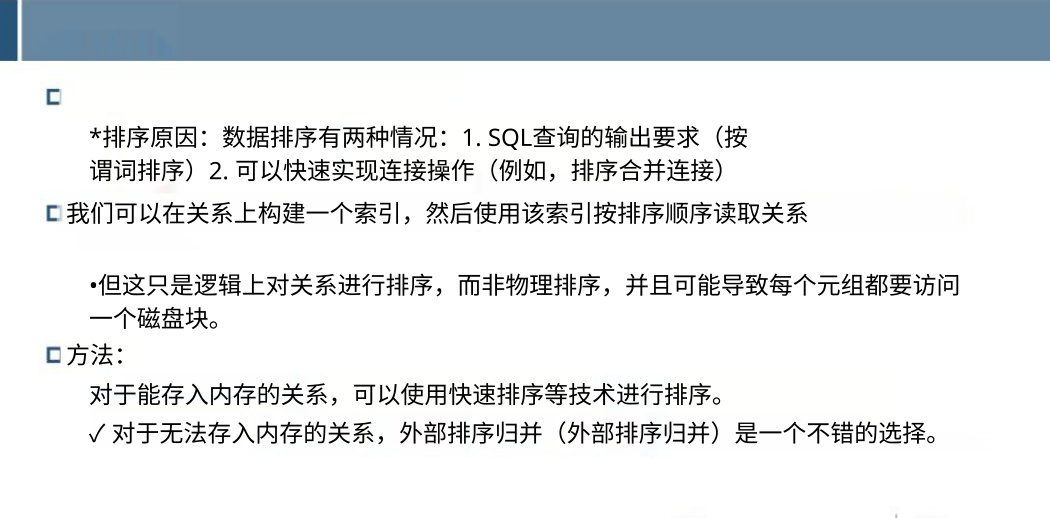 *排序原因：数据排序有两种情况：1. SQL查询的输出要求（按
谓词排序）2. 可以快速实现连接操作（例如，排序合并连接）
我们可以在关系上构建一个索引，然后使用该索引按排序顺序读取关系
•但这只是逻辑上对关系进行排序，而非物理排序，并且可能导致每个元组都要访问
一个磁盘块。
方法：
对于能存入内存的关系，可以使用快速排序等技术进行排序。
✓ 对于无法存入内存的关系，外部排序归并（外部排序归并）是一个不错的选择。